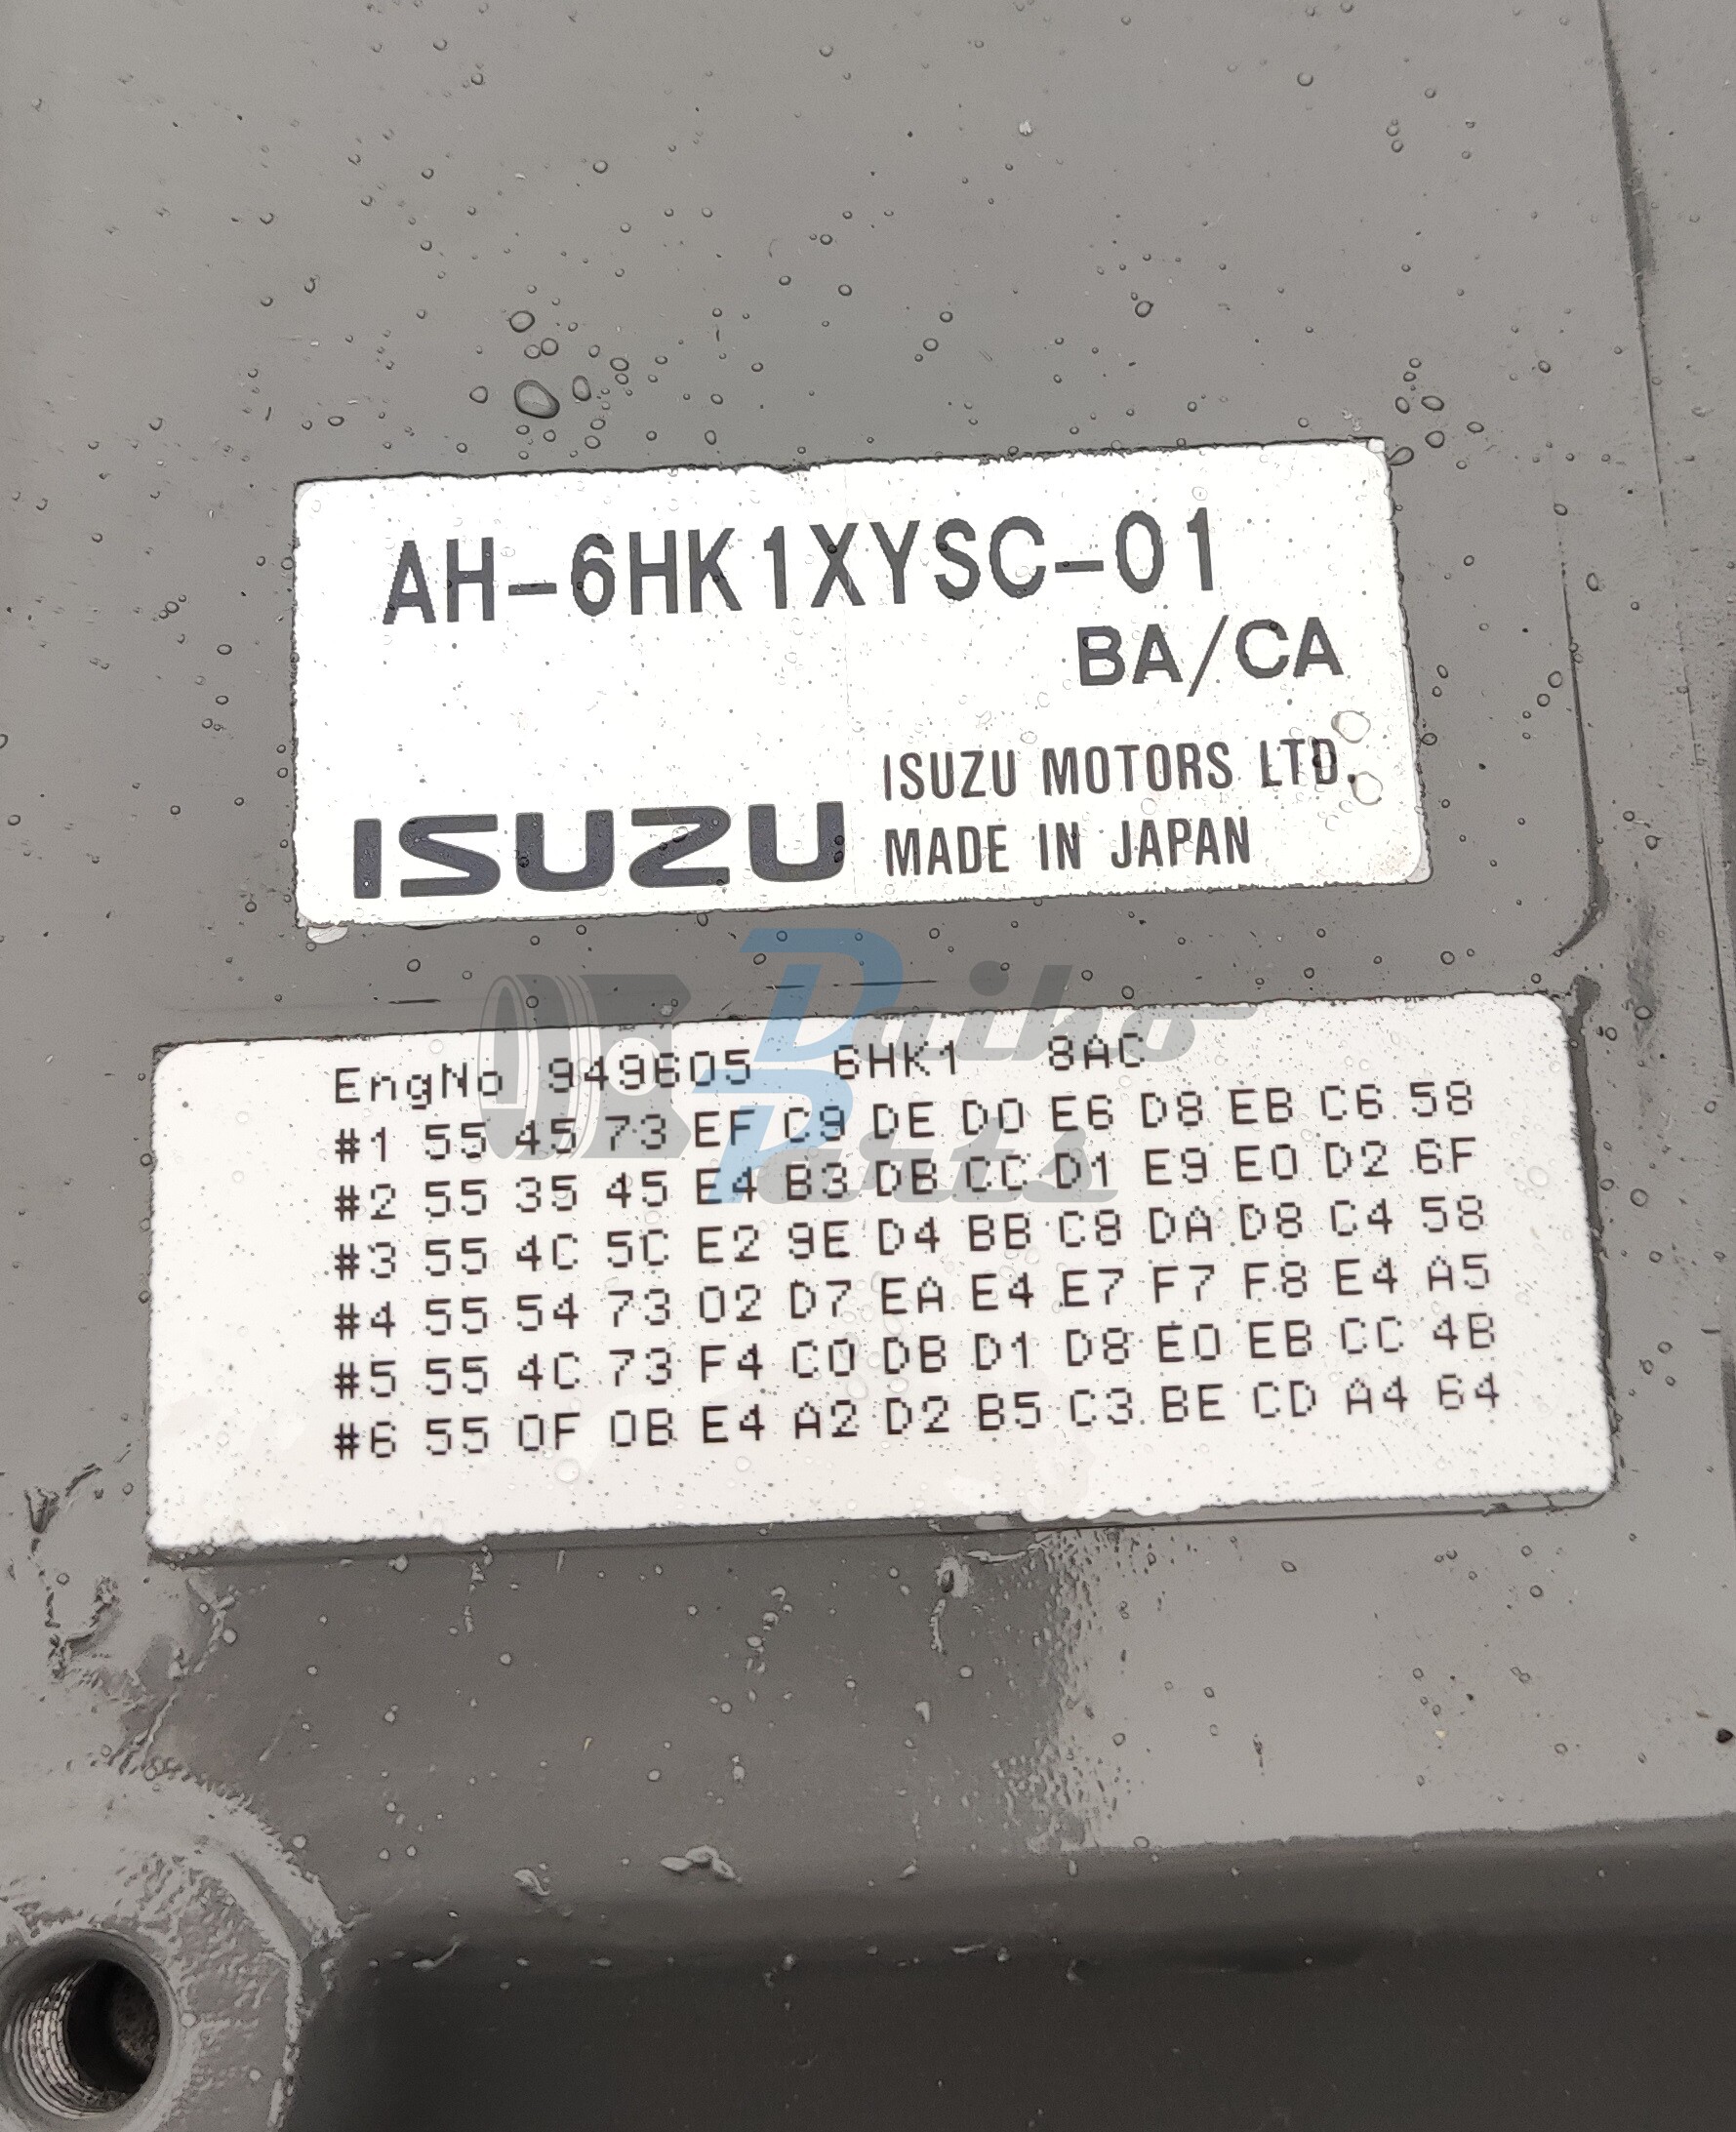 AH-6HK1XYSC-01
BA/CA
ISUZU
ISUZU MOTORS LTD.
MADE IN JAPAN
Daiko
Parts
EngNo 949605 6HK1 8AC
#1 55 45 73 EF C9 DE D0 E6 D8 EB C6 58
#2 55 35 45 E4 B3 DB CC D1 E9 E0 D2 6F
#3 55 4C 5C E2 9E D4 BB C8 DA D8 C4 58
#4 55 54 73 02 D7 EA E4 E7 F7 F8 E4 A5
#5 55 4C 73 F4 C0 DB D1 D8 E0 EB CC 4B
#6 55 0F 0B E4 A2 D2 B5 C3 BE CD A4 64